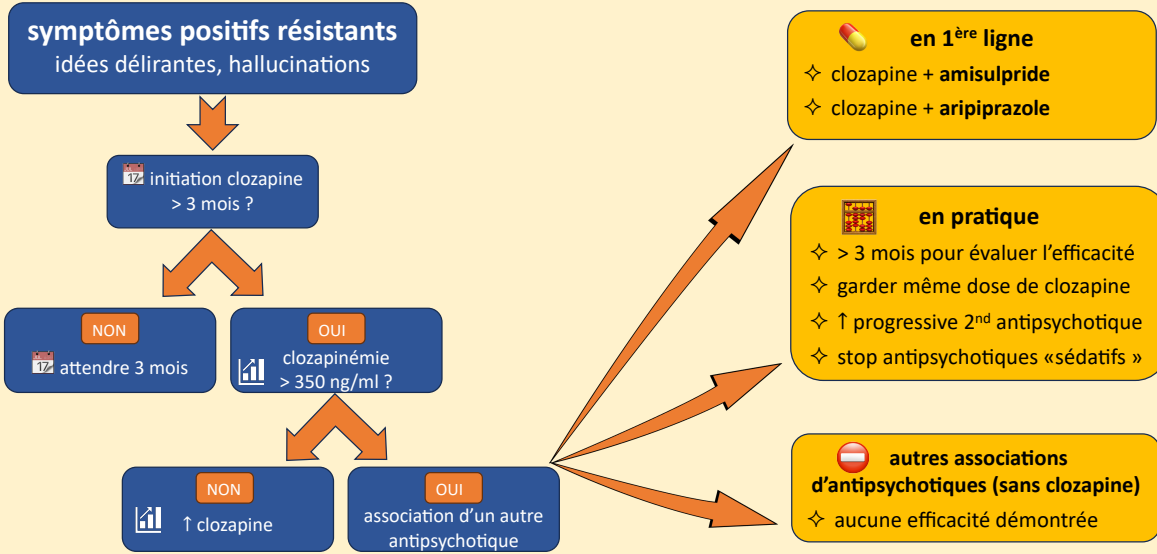 symptômes positifs résistants
idées délirantes, hallucinations
17 initiation clozapine
> 3 mois ?
NON
17 attendre 3 mois
OUI
clozapinémie
> 350 ng/ml ?
NON
↑ clozapine
OUI
association d’un autre
antipsychotique
en 1ère ligne
✧ clozapine + amisulpride
✧ clozapine + aripiprazole
en pratique
✧ > 3 mois pour évaluer l’efficacité
✧ garder même dose de clozapine
✧ ↑ progressive 2nd antipsychotique
✧ stop antipsychotiques «sédatifs »
autres associations
d’antipsychotiques (sans clozapine)
✧ aucune efficacité démontrée